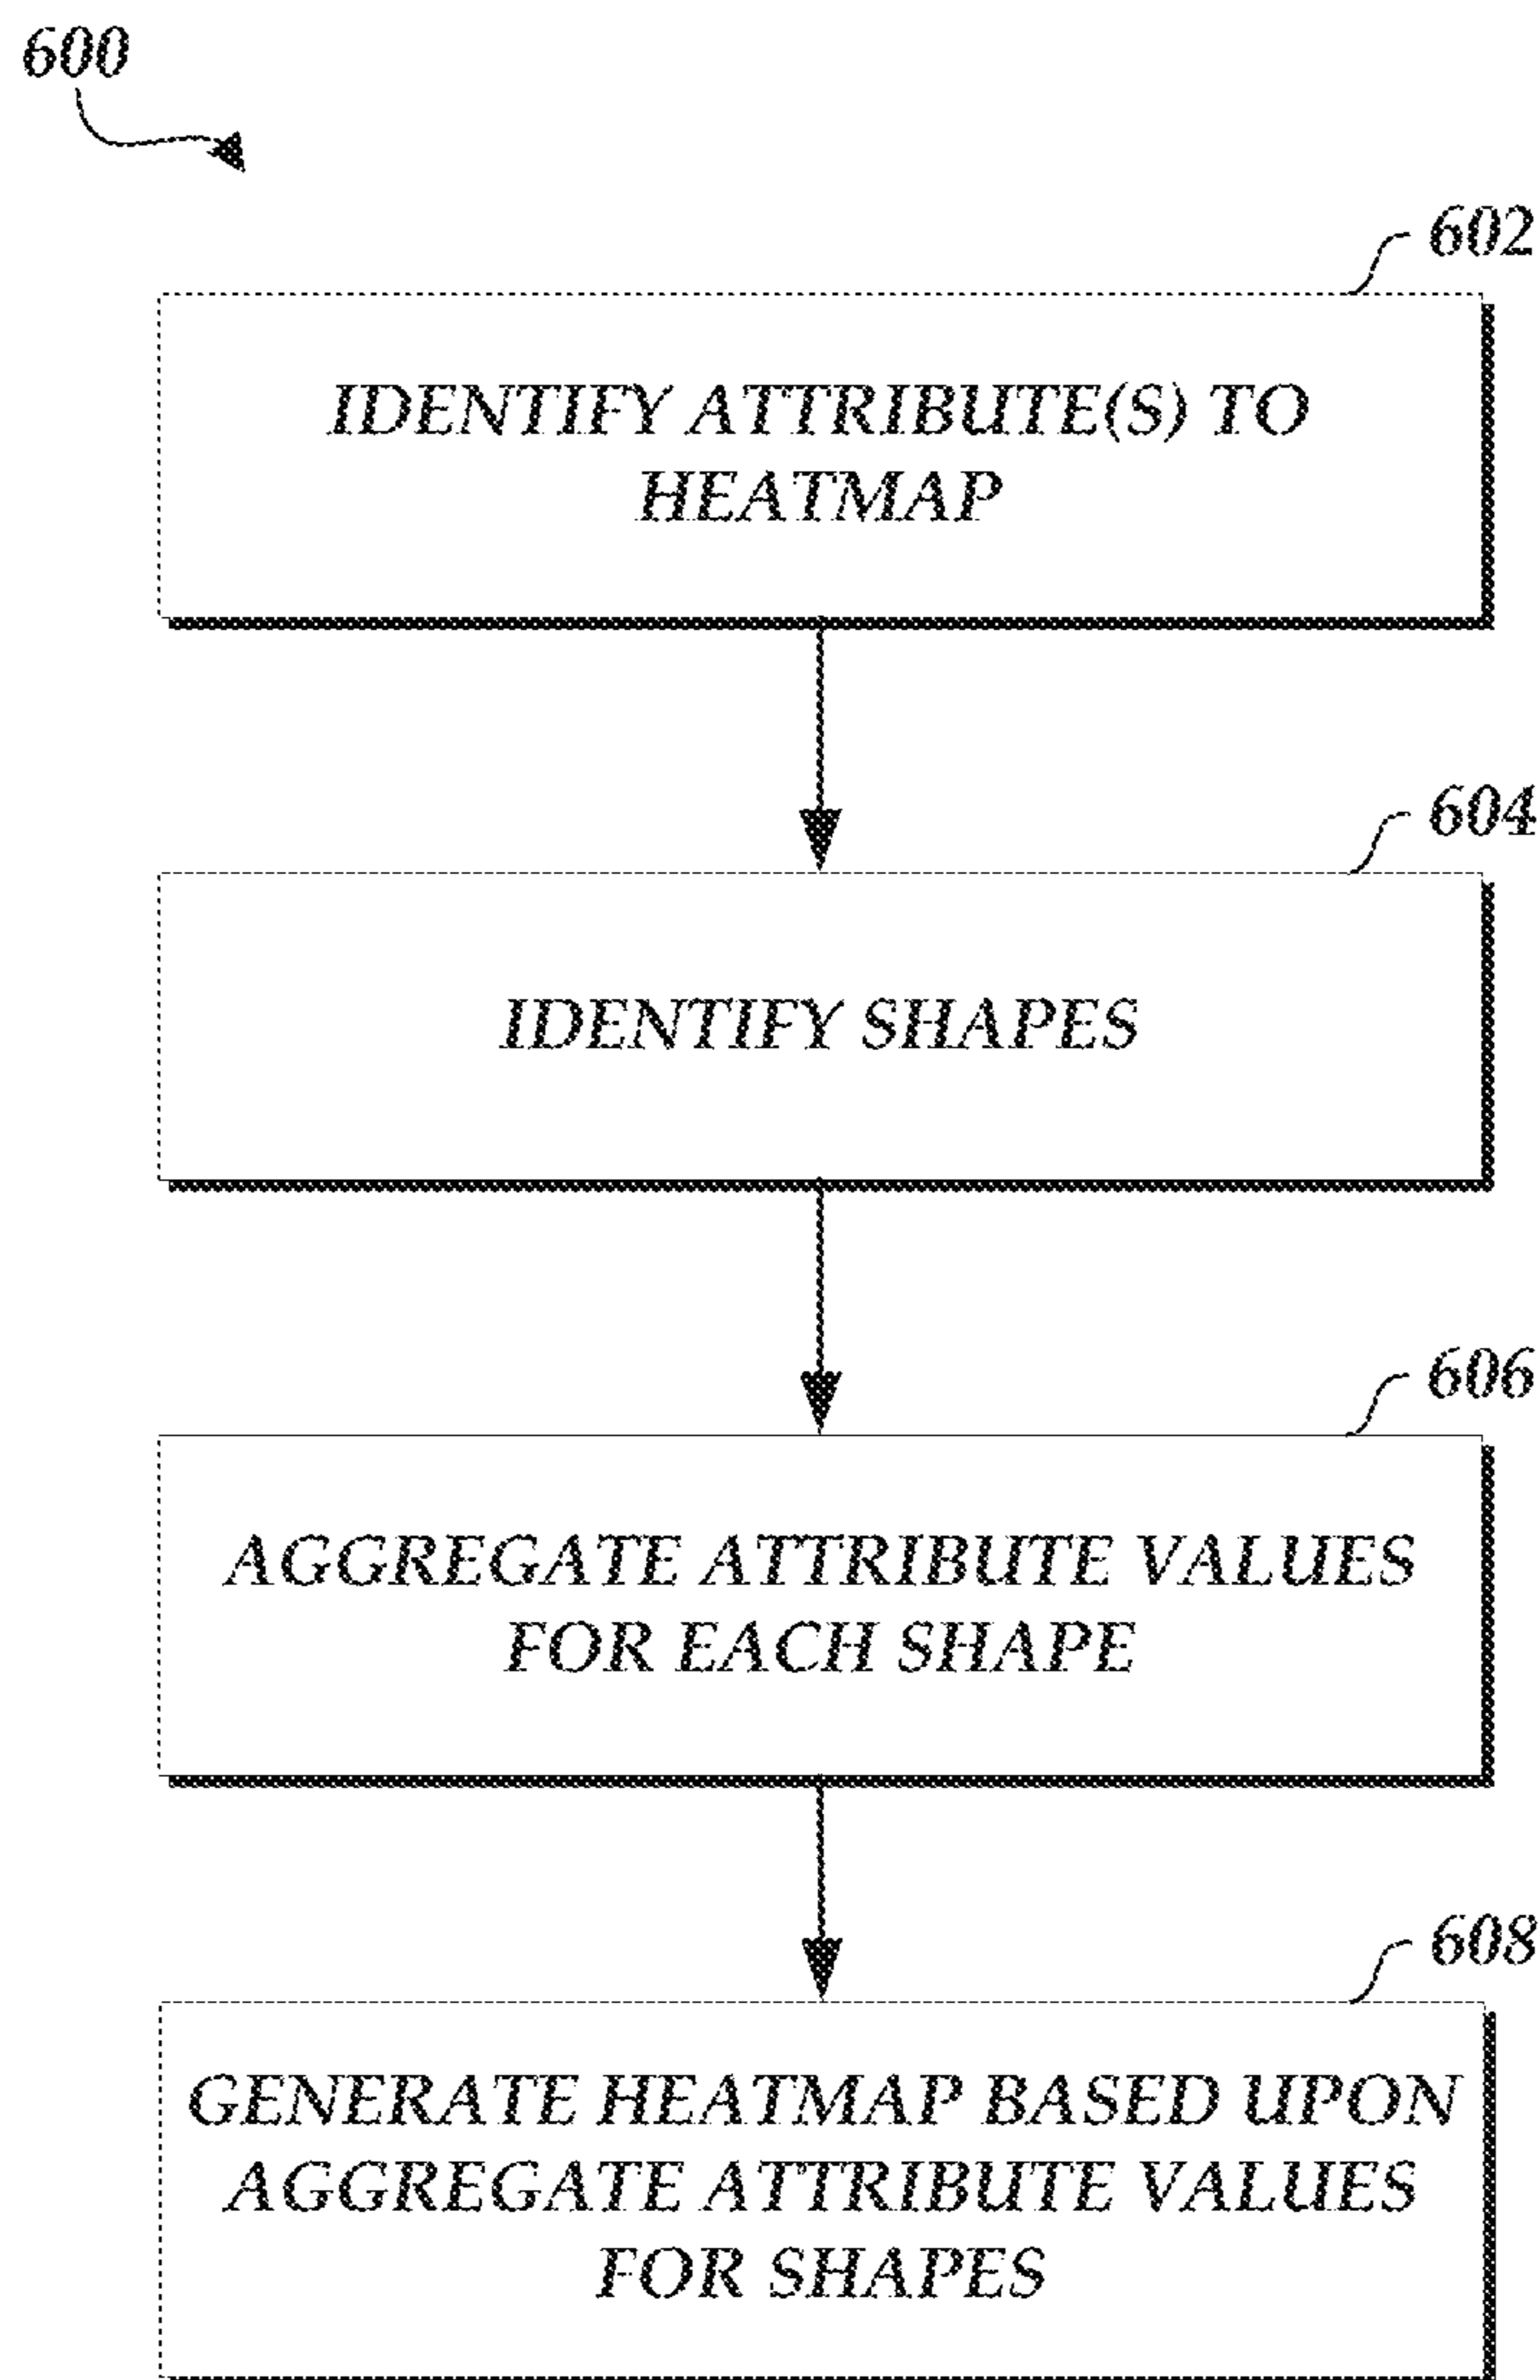 600
602
IDENTIFY ATTRIBUTE(S) TO
HEATMAP
604
IDENTIFY SHAPES
606
AGGREGATE ATTRIBUTE VALUES
FOR EACH SHAPE
608
GENERATE HEATMAP BASED UPON
AGGREGATE ATTRIBUTE VALUES
FOR SHAPES